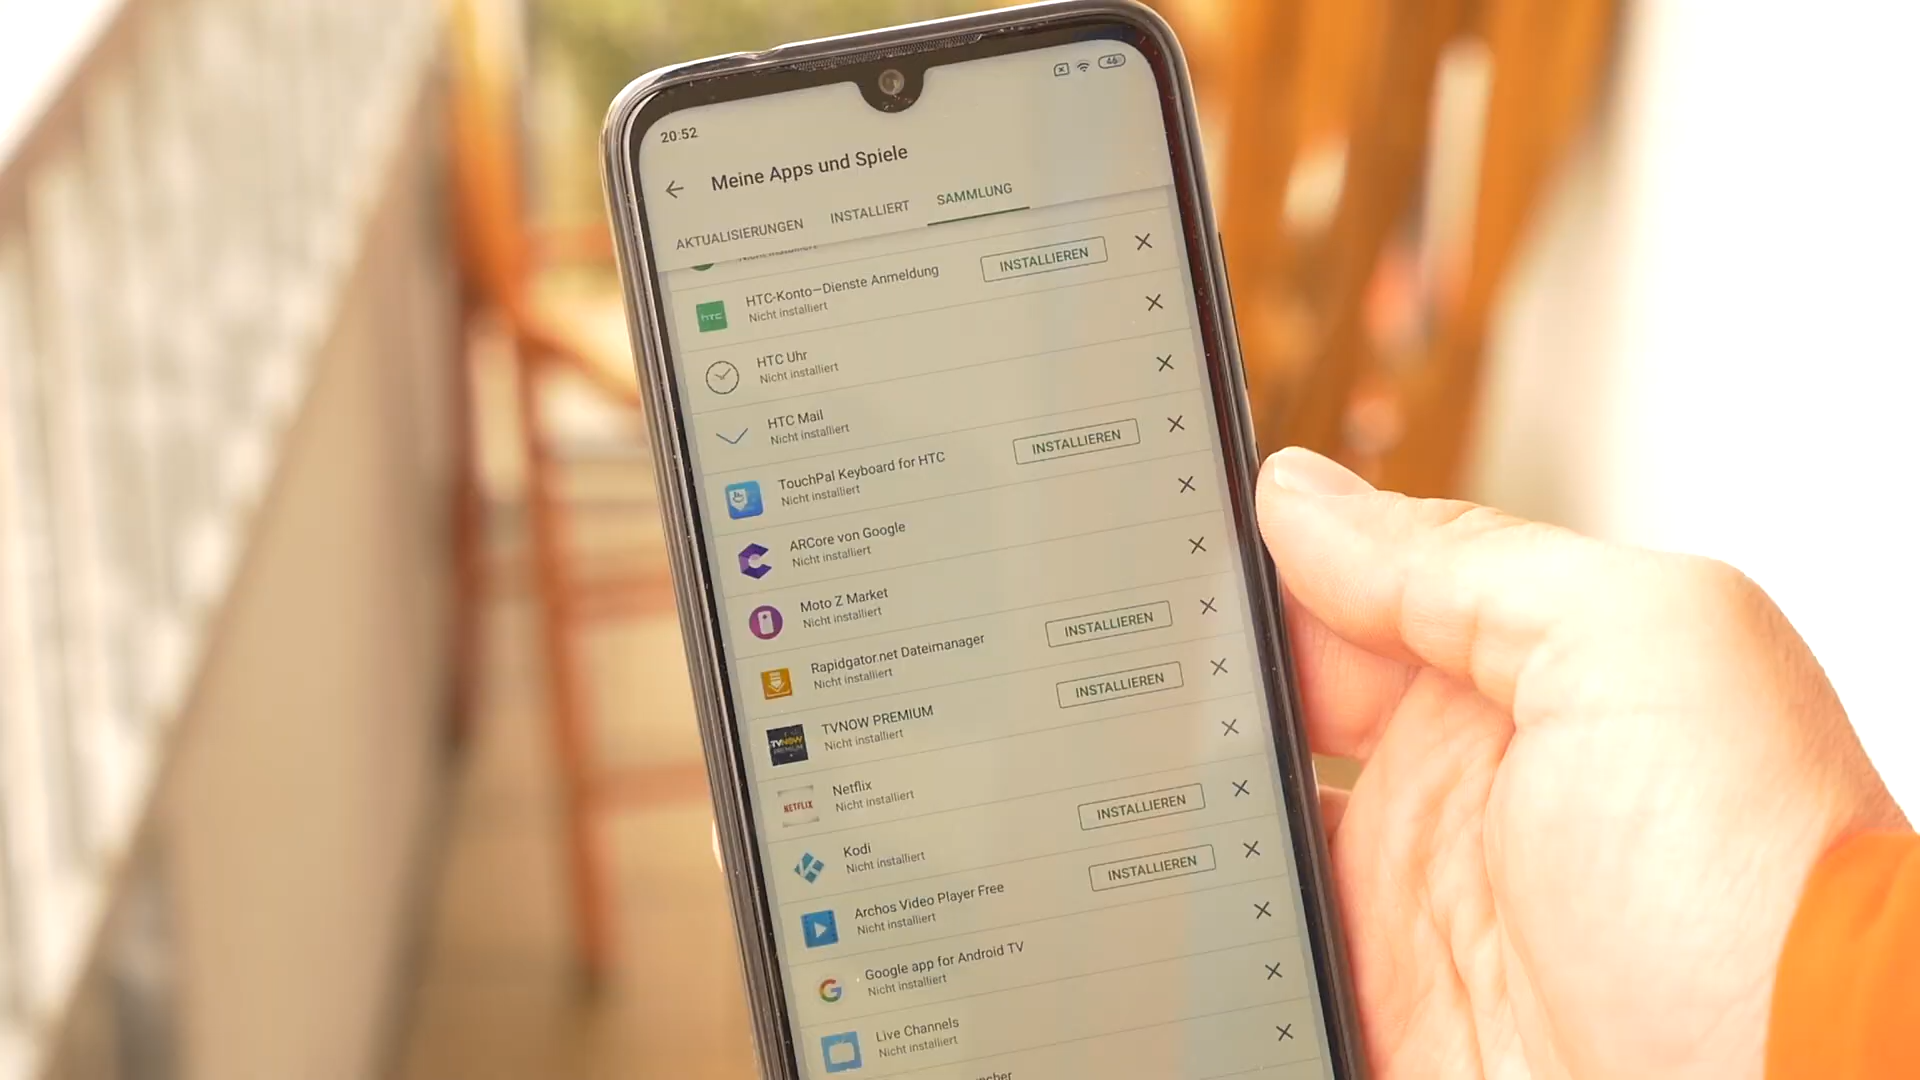 46
20:52
Meine Apps und Spiele
AKTUALISIERUNGEN INSTALLIERT SAMMLUNG
HTC-Konto—Dienste Anmeldung
Nicht installiert
INSTALLIEREN
htc
HTC Uhr
Nicht installiert
HTC Mail
Nicht installiert
TouchPal Keyboard for HTC
Nicht installiert
INSTALLIEREN
ARCore von Google
Nicht installiert
Moto Z Market
Nicht installiert
Rapidgator.net Dateimanager
Nicht installiert
INSTALLIEREN
TVNOW PREMIUM
Nicht installiert
INSTALLIEREN
TVNOW
PREMIUM
Netflix
Nicht installiert
NETFLIX
Kodi
Nicht installiert
INSTALLIEREN
Archos Video Player Free
Nicht installiert
INSTALLIEREN
Google app for Android TV
Nicht installiert
Live Channels
Nicht installiert